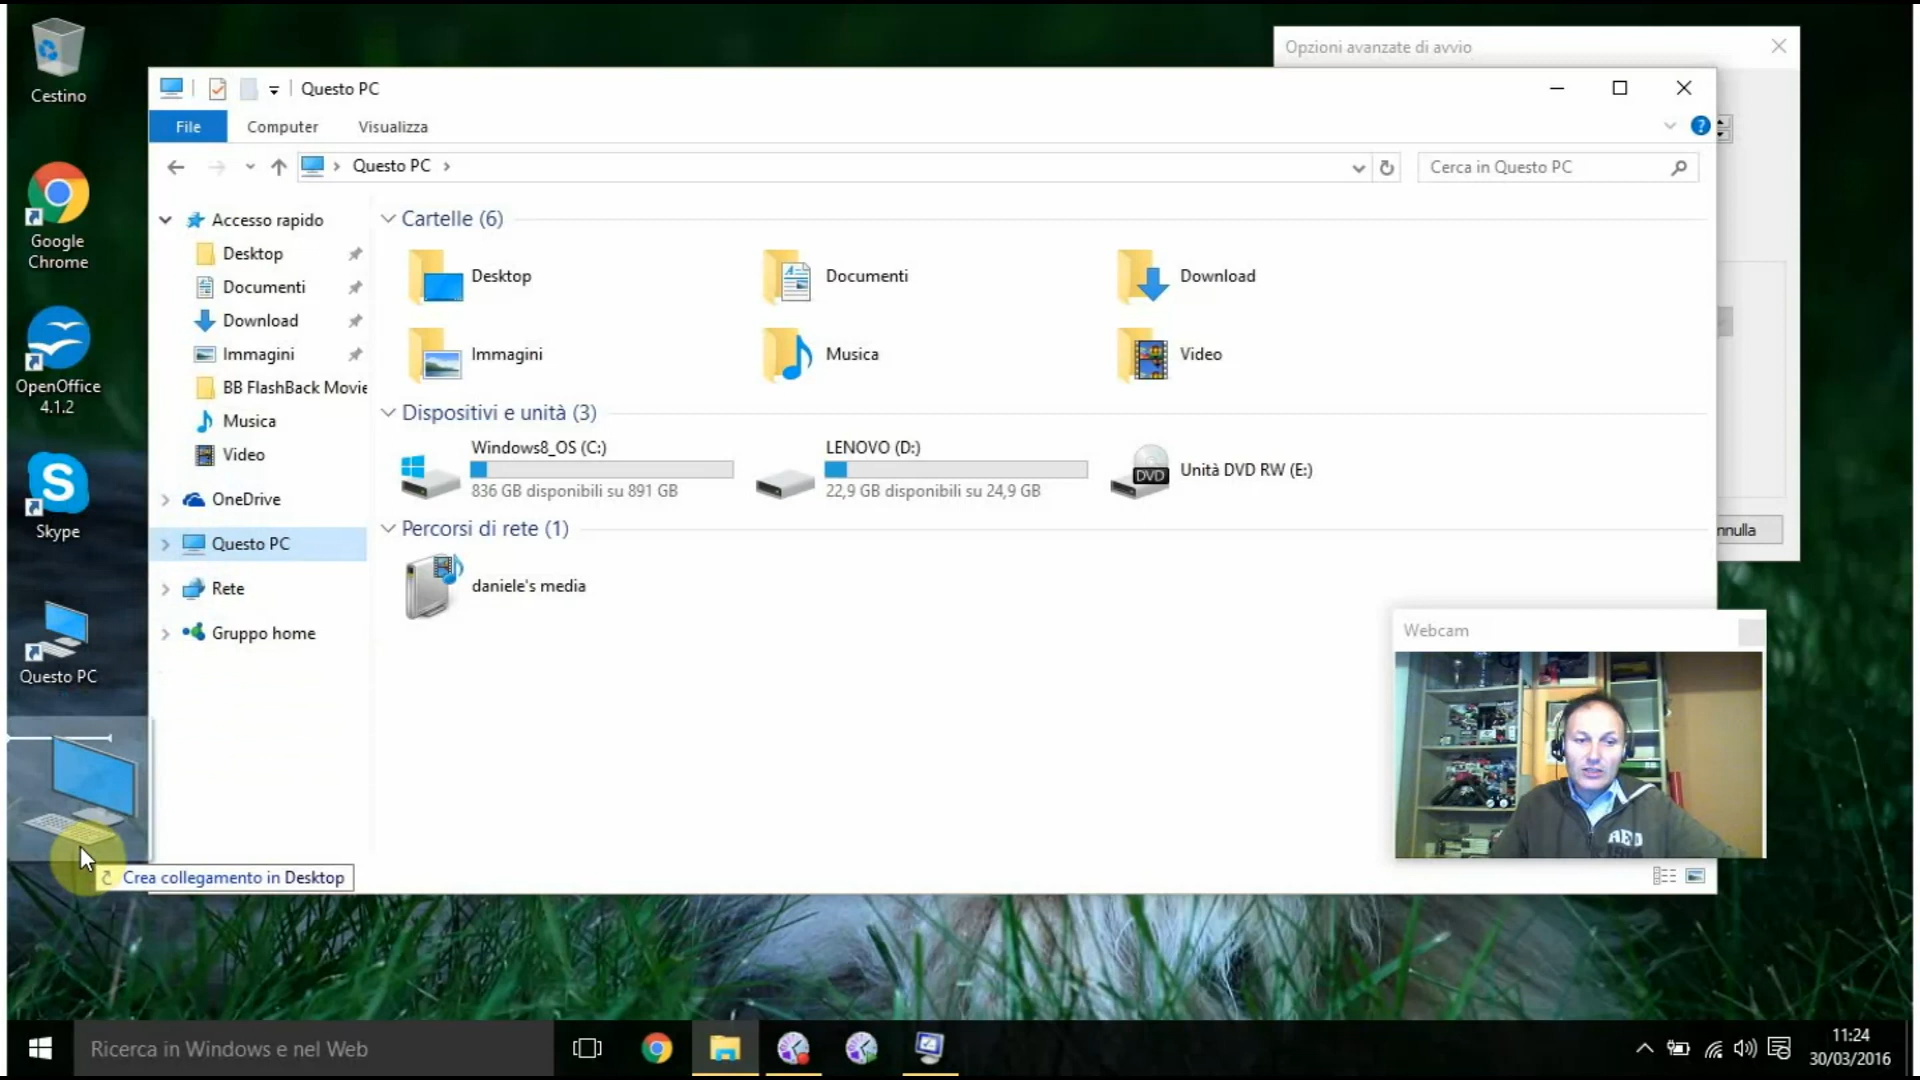 Cestino
Google
Chrome
OpenOffice
4.1.2
Skype
Questo PC
Opzioni avanzate di avvio
Questo PC
File
Computer
Visualizza
Questo PC
Cerca in Questo PC
Accesso rapido
Desktop
Documenti
Download
Immagini
BB FlashBack Movie
Musica
Video
OneDrive
Questo PC
Rete
Gruppo home
Cartelle (6)
Desktop
Documenti
Download
Immagini
Musica
Video
Dispositivi e unità (3)
Windows8_OS (C:)
836 GB disponibili su 891 GB
LENOVO (D:)
22,9 GB disponibili su 24,9 GB
DVD
Unità DVD RW (E:)
Percorsi di rete (1)
daniele's media
nnulla
Webcam
Crea collegamento in Desktop
Ricerca in Windows e nel Web
11:24
30/03/2016